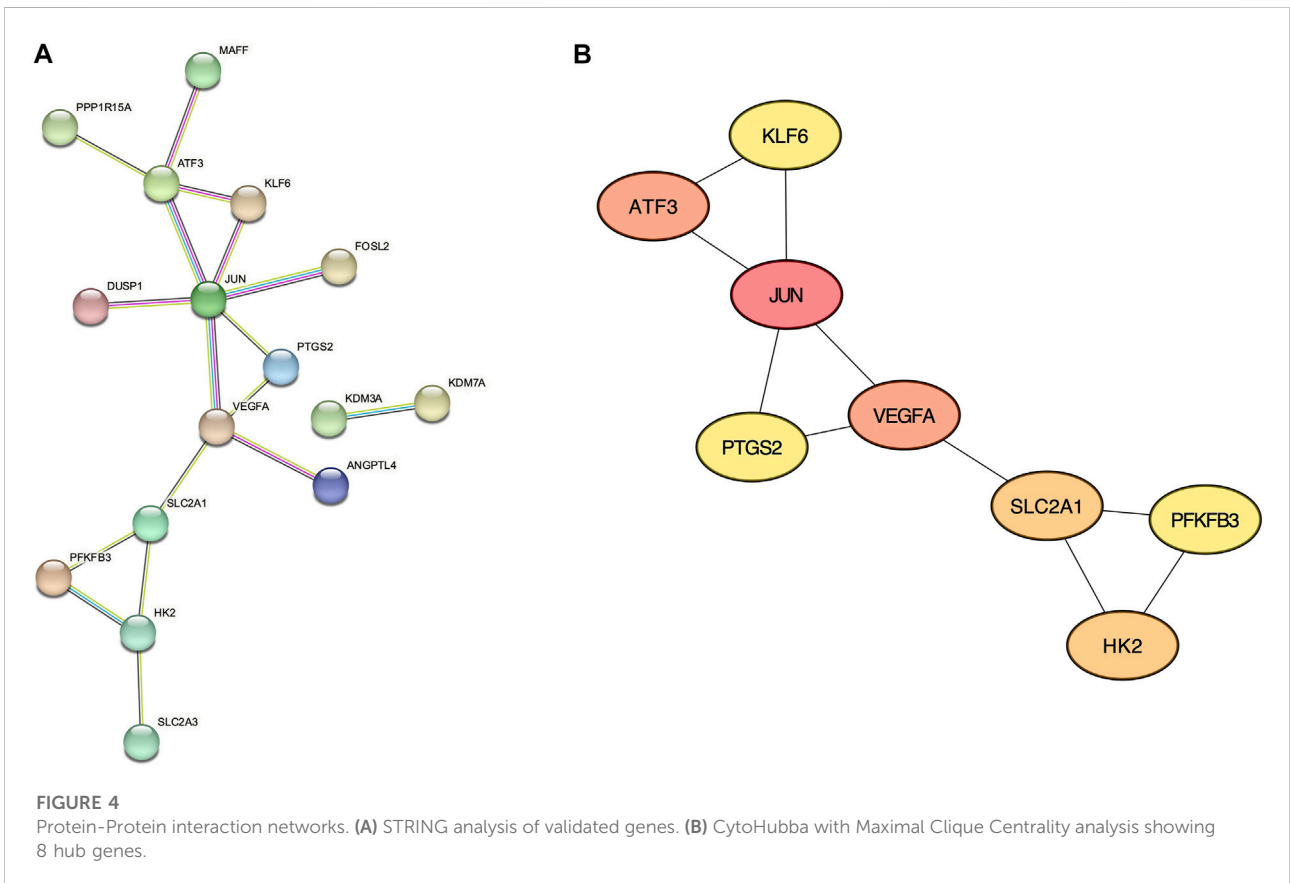 A
MAFF
PPP1R15A
ATF3
KLF6
FOSL2
JUN
DUSP1
PTGS2
KDM7A
KDM3A
VEGFA
ANGPTL4
SLC2A1
PFKFB3
HK2
SLC2A3
B
KLF6
ATF3
JUN
VEGFA
PTGS2
SLC2A1
PFKFB3
HK2
FIGURE 4
Protein-Protein interaction networks. (A) STRING analysis of validated genes. (B) CytoHubba with Maximal Clique Centrality analysis showing
8 hub genes.